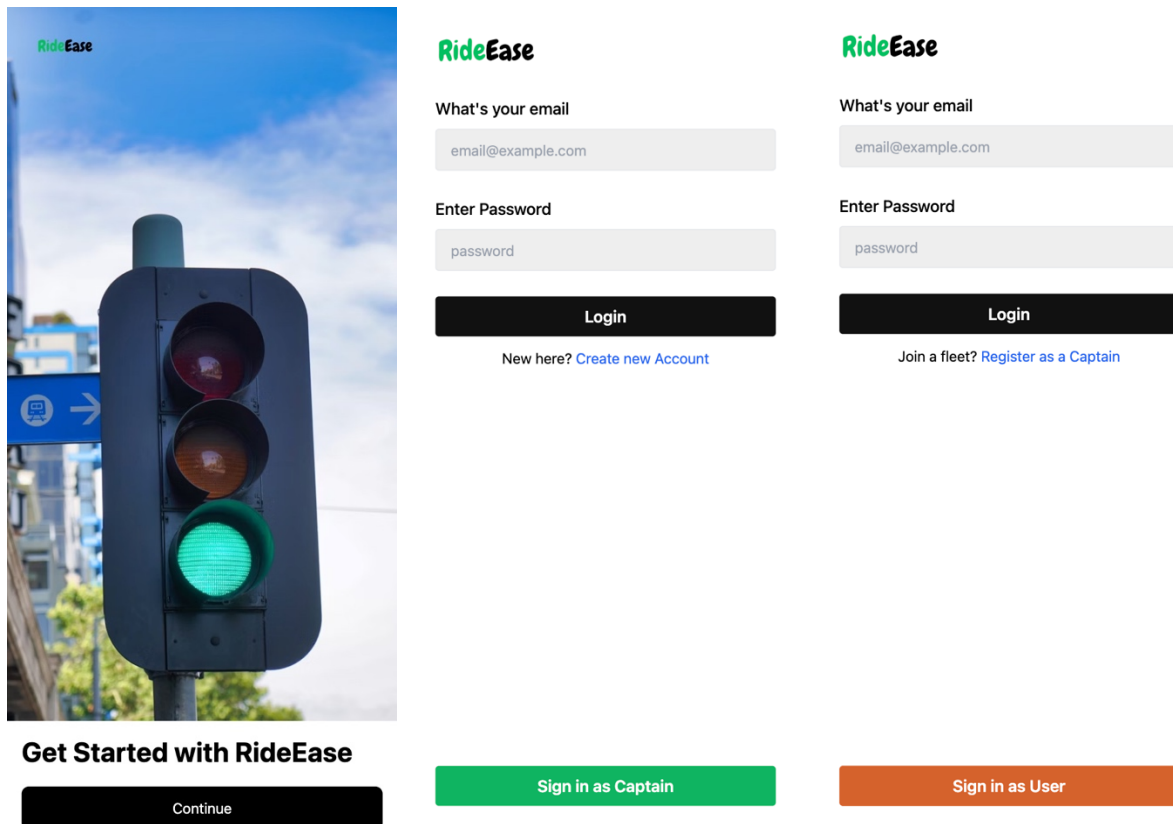 RideEase
Get Started with RideEase
Continue
RideEase
What's your email
email@example.com
Enter Password
password
Login
New here? Create new Account
Sign in as Captain
RideEase
What's your email
email@example.com
Enter Password
password
Login
Join a fleet? Register as a Captain
Sign in as User